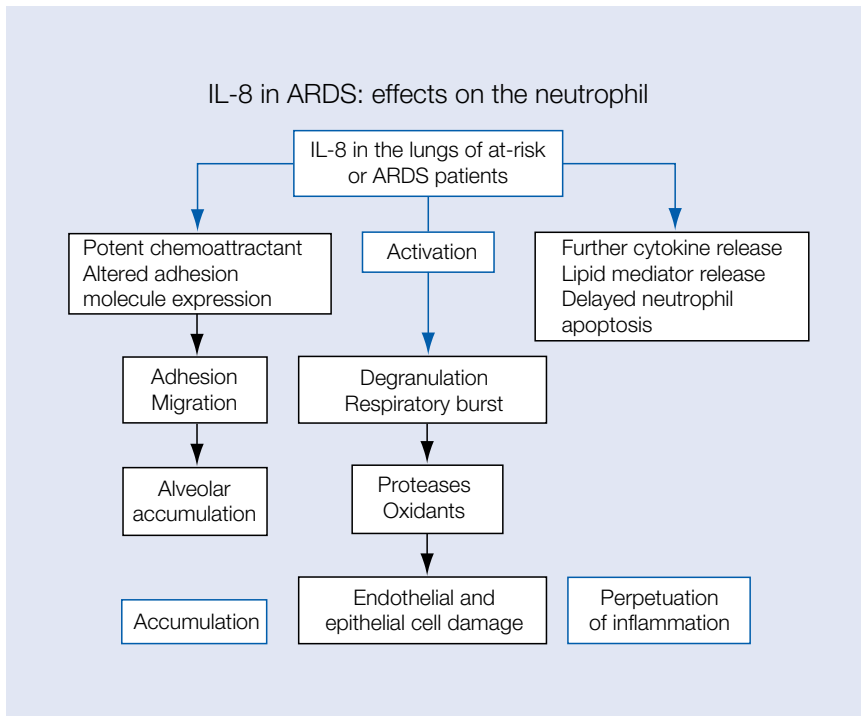 IL-8 in ARDS: effects on the neutrophil
IL-8 in the lungs of at-risk
or ARDS patients
Potent chemoattractant
Altered adhesion
molecule expression
Activation
Further cytokine release
Lipid mediator release
Delayed neutrophil
apoptosis
Adhesion
Migration
Degranulation
Respiratory burst
Alveolar
accumulation
Proteases
Oxidants
Accumulation
Endothelial and
epithelial cell damage
Perpetuation
of inflammation